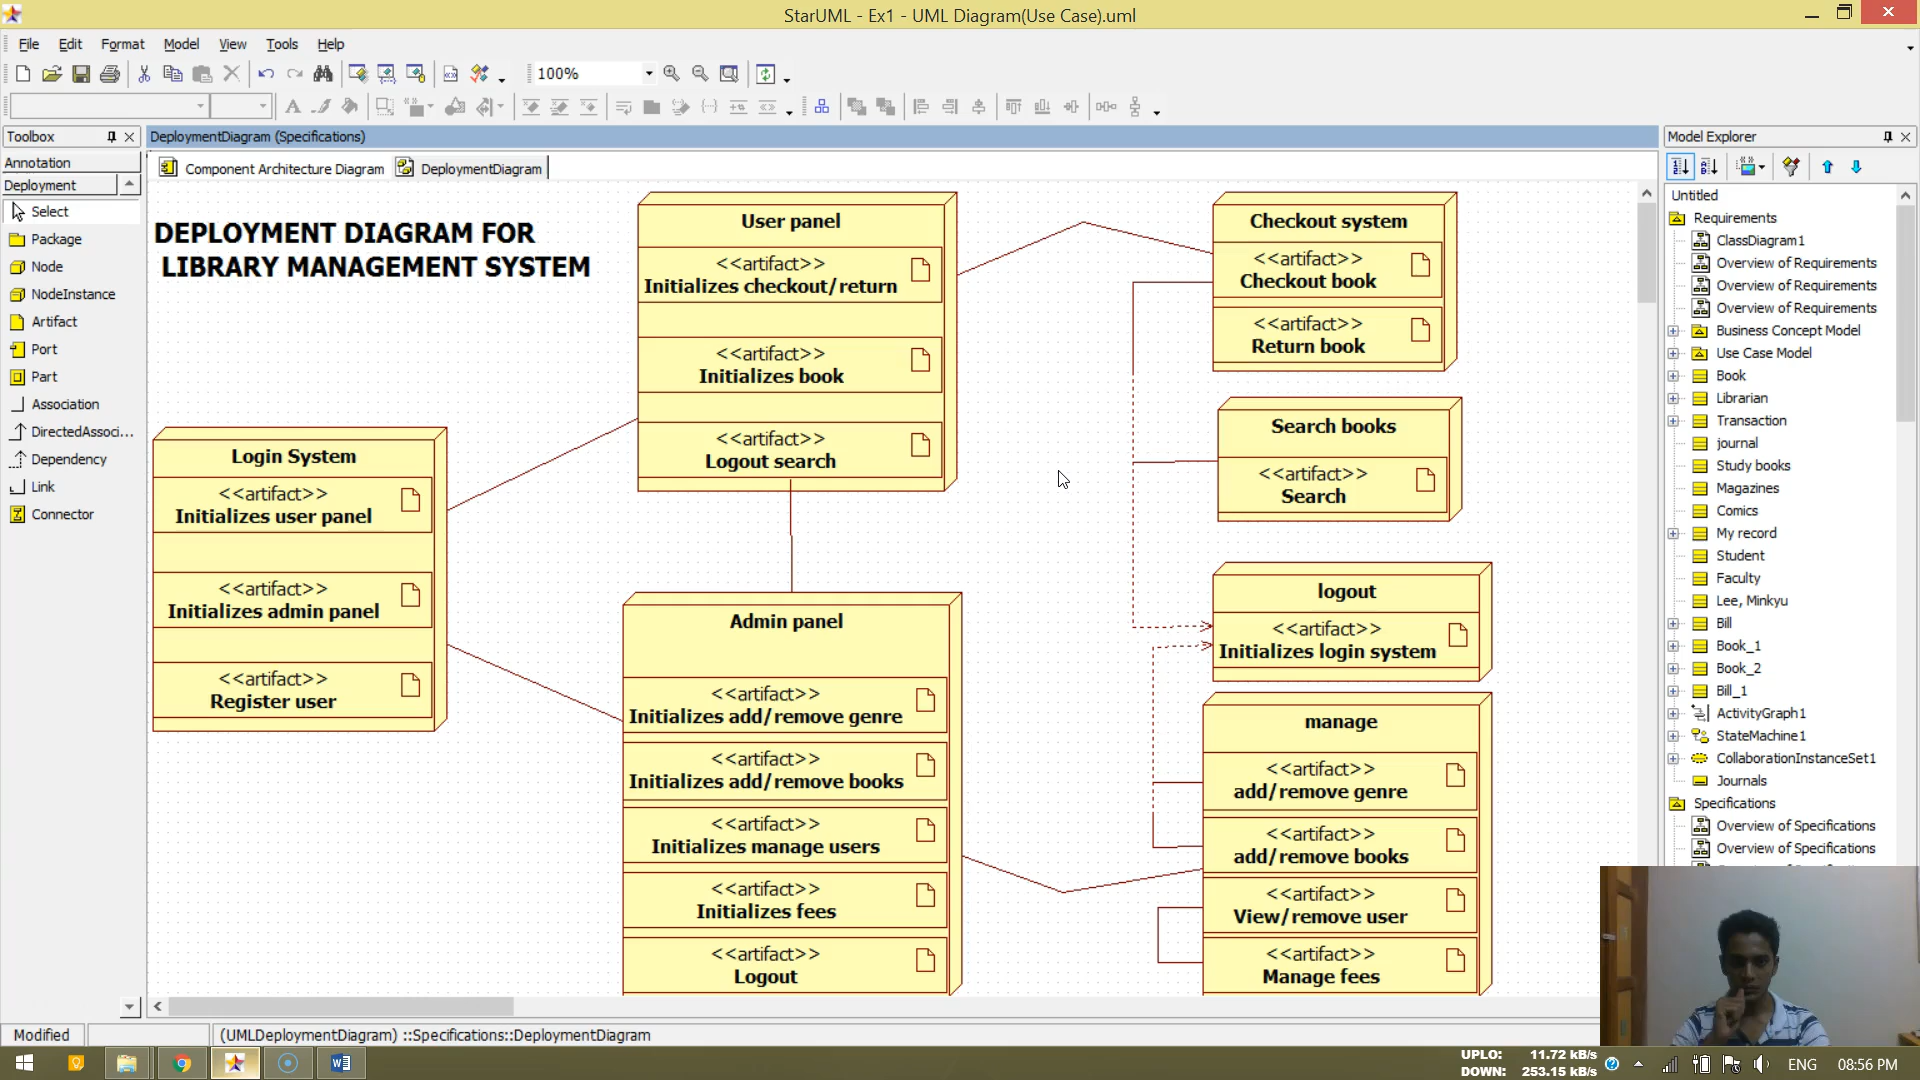 StarUML - Ex1 - UML Diagram(Use Case).uml
File Edit Format Model View Tools Help
100%
Toolbox
Annotation
Deployment
Select
Package
Node
NodeInstance
Artifact
Port
Part
Association
DirectedAssoci...
Dependency
Link
Connector
DeploymentDiagram (Specifications)
Component Architecture Diagram DeploymentDiagram
DEPLOYMENT DIAGRAM FOR
LIBRARY MANAGEMENT SYSTEM
Login System
<<artifact>>
Initializes user panel
<<artifact>>
Initializes admin panel
<<artifact>>
Register user
User panel
<<artifact>>
Initializes checkout/return
<<artifact>>
Initializes book
<<artifact>>
Logout search
Admin panel
<<artifact>>
Initializes add/remove genre
<<artifact>>
Initializes add/remove books
<<artifact>>
Initializes manage users
<<artifact>>
Initializes fees
<<artifact>>
Logout
Checkout system
<<artifact>>
Checkout book
<<artifact>>
Return book
Search books
<<artifact>>
Search
logout
<<artifact>>
Initializes login system
manage
<<artifact>>
add/remove genre
<<artifact>>
add/remove books
<<artifact>>
View/remove user
<<artifact>>
Manage fees
Model Explorer
Untitled
Requirements
ClassDiagram1
Overview of Requirements
Overview of Requirements
Overview of Requirements
Business Concept Model
Use Case Model
Book
Librarian
Transaction
journal
Study books
Magazines
Comics
My record
Student
Faculty
Lee, Minkyu
Bill
Book_1
Book_2
Bill_1
ActivityGraph1
StateMachine1
CollaborationInstanceSet1
Journals
Specifications
Overview of Specifications
Overview of Specifications
Modified
(UMLDeploymentDiagram) ::Specifications::DeploymentDiagram
UPLO: 11.72 kB/s
DOWN: 253.15 kB/s
ENG 08:56 PM